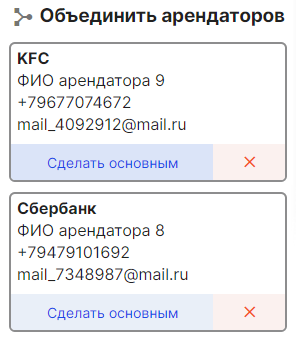 Объединить арендаторов
KFC
ФИО арендатора 9
+79677074672
mail_4092912@mail.ru
Сделать основным
Сбербанк
ФИО арендатора 8
+79479101692
mail_7348987@mail.ru
Сделать основным